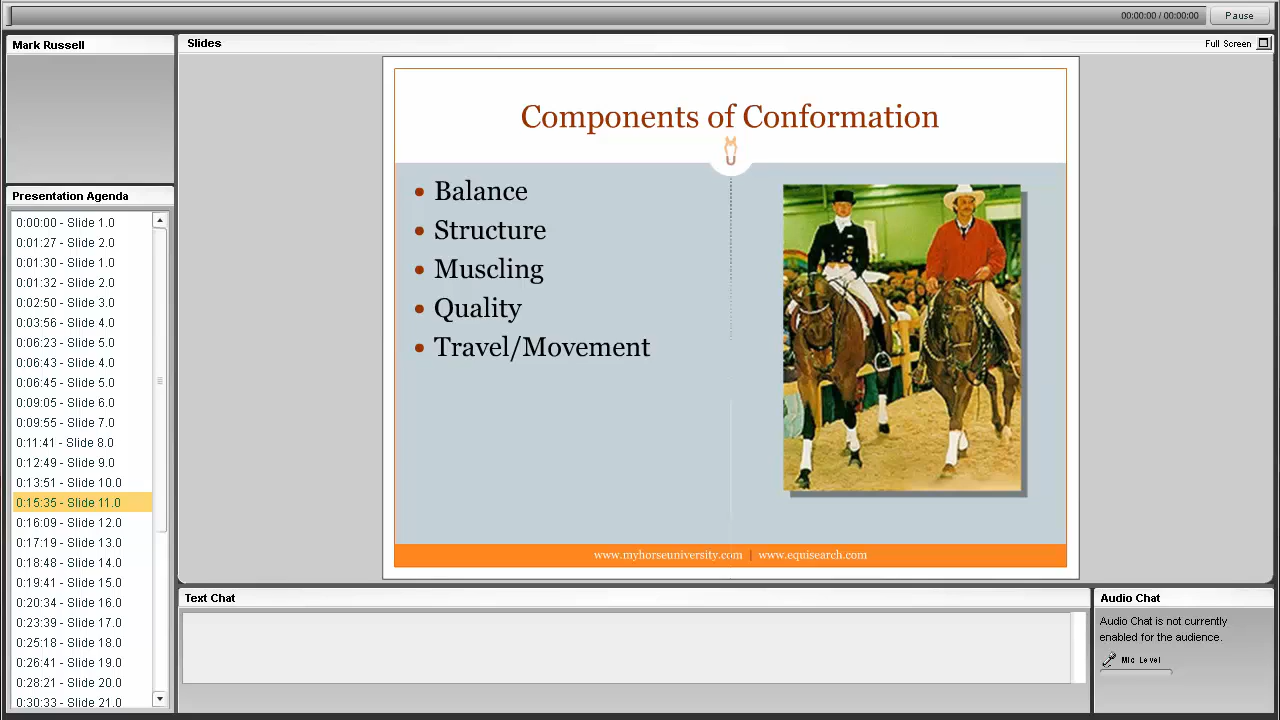 00:00:00 / 00:00:00
Pause
Mark Russell
Slides
Full Screen
Components of Conformation
• Balance
• Structure
• Muscling
• Quality
• Travel/Movement
www.myhorseuniversity.com | www.equisearch.com
Presentation Agenda
0:00:00 - Slide 1.0
0:01:27 - Slide 2.0
0:01:30 - Slide 1.0
0:01:32 - Slide 2.0
0:02:50 - Slide 3.0
0:03:56 - Slide 4.0
0:06:23 - Slide 5.0
0:06:43 - Slide 4.0
0:06:45 - Slide 5.0
0:09:05 - Slide 6.0
0:09:55 - Slide 7.0
0:11:41 - Slide 8.0
0:12:49 - Slide 9.0
0:13:51 - Slide 10.0
0:15:35 - Slide 11.0
0:16:09 - Slide 12.0
0:17:19 - Slide 13.0
0:18:48 - Slide 14.0
0:19:41 - Slide 15.0
0:20:34 - Slide 16.0
0:23:39 - Slide 17.0
0:25:18 - Slide 18.0
0:26:41 - Slide 19.0
0:28:21 - Slide 20.0
0:30:33 - Slide 21.0
Text Chat
Audio Chat
Audio Chat is not currently
enabled for the audience.
Mic Level